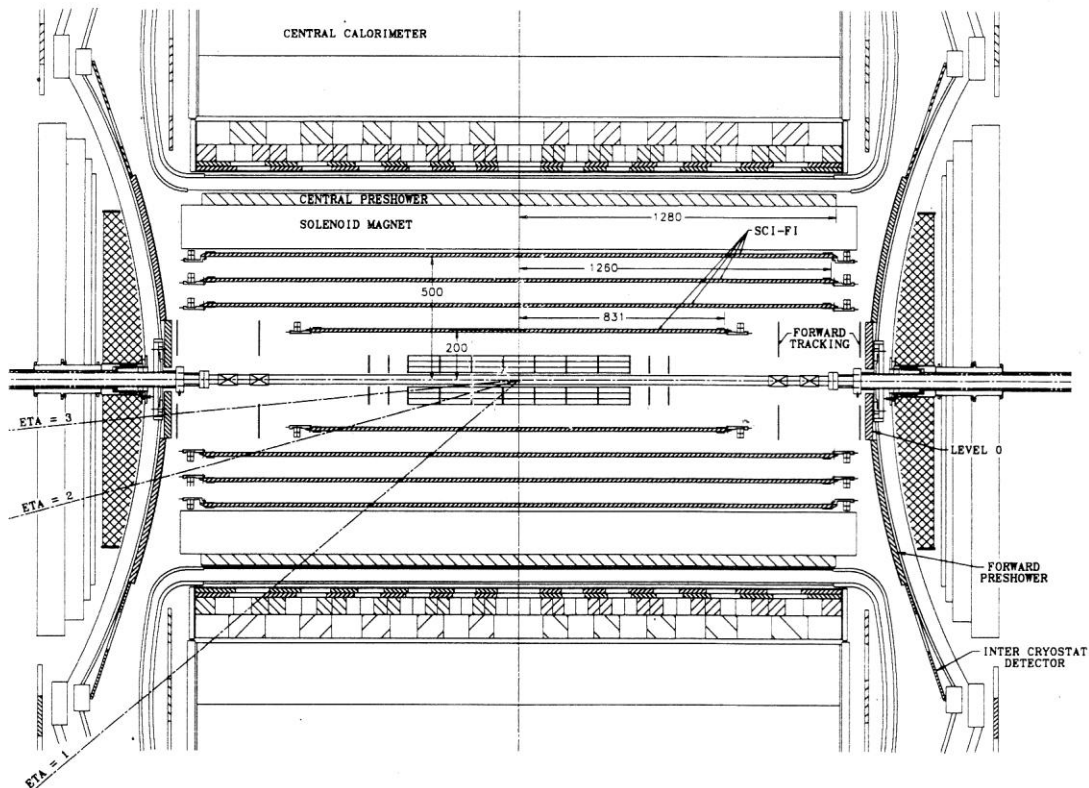 CENTRAL CALORIMETER
CENTRAL PRESHOWER
1280
SOLENOID MAGNET
SCI-FI
1260
500
831
FORWARD
TRACKING
200
ETA = 3
LEVEL 0
ETA = 2
FORWARD
PRESHOWER
INTER CRYOSTAT
DETECTOR
ETA = 1